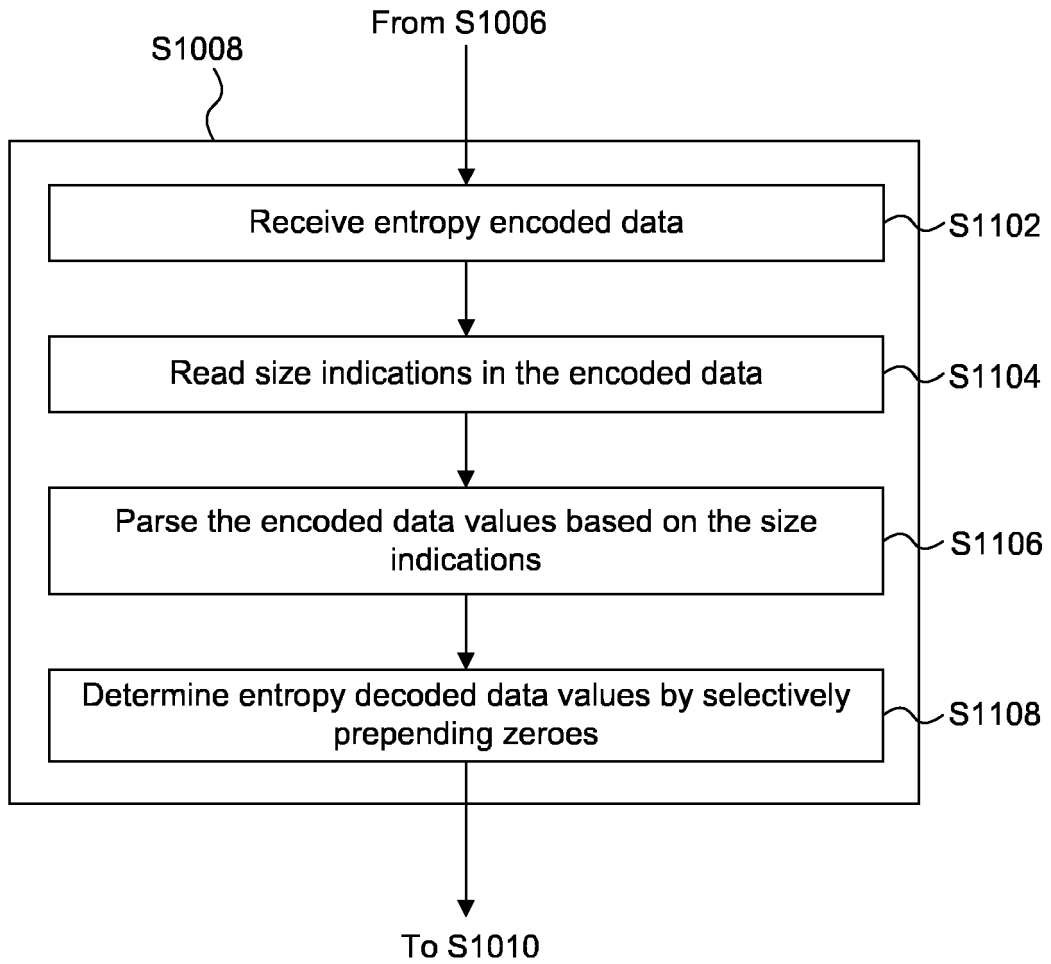 From S1006
S1008
Receive entropy encoded data
S1102
Read size indications in the encoded data
S1104
Parse the encoded data values based on the size
indications
S1106
Determine entropy decoded data values by selectively
prepending zeroes
S1108
To S1010